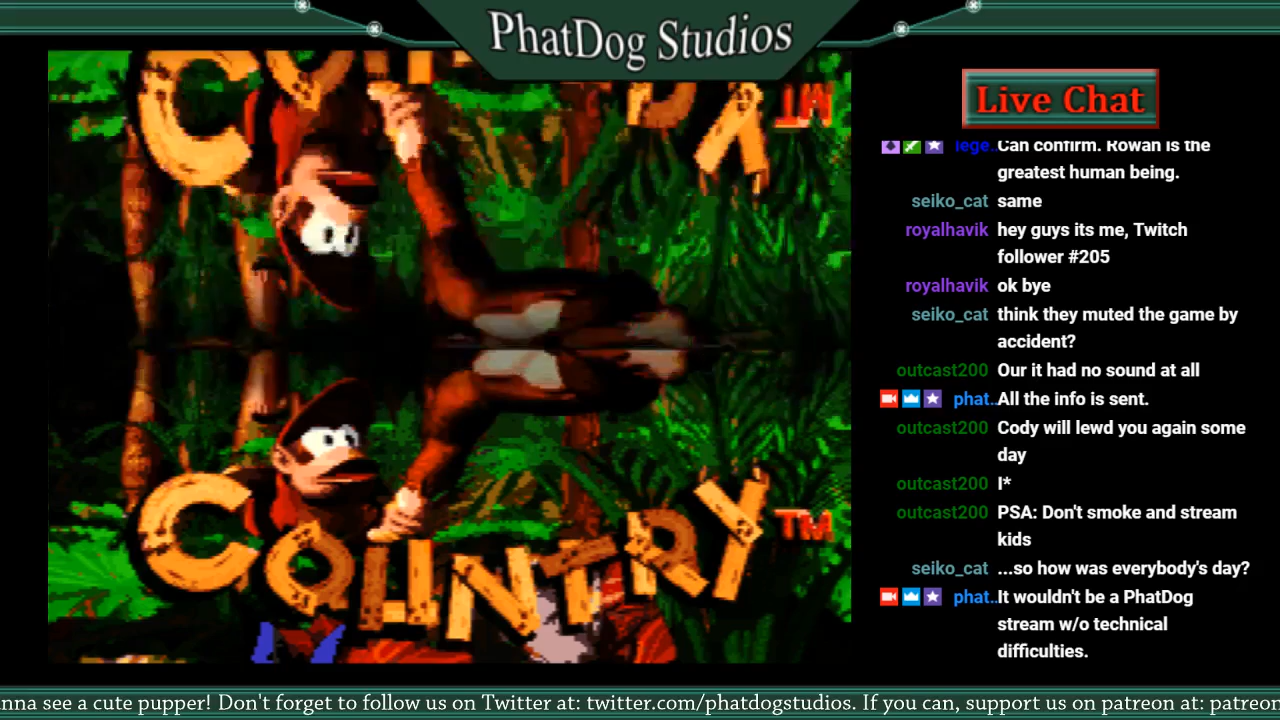 PhatDog Studios
Live Chat
lege..Can confirm. Rowan is the
greatest human being.
seiko_cat same
royalhavik hey guys its me, Twitch
follower #205
royalhavik ok bye
seiko_cat think they muted the game by
accident?
outcast200 Our it had no sound at all
phat..All the info is sent.
outcast200 Cody will lewd you again some
day
outcast200 I*
outcast200 PSA: Don't smoke and stream
kids
seiko_cat ...so how was everybody's day?
phat..It wouldn't be a PhatDog
stream w/o technical
difficulties.
COUNTRY
TM
nna see a cute pupper! Don't forget to follow us on Twitter at: twitter.com/phatdogstudios. If you can, support us on patreon at: patreon